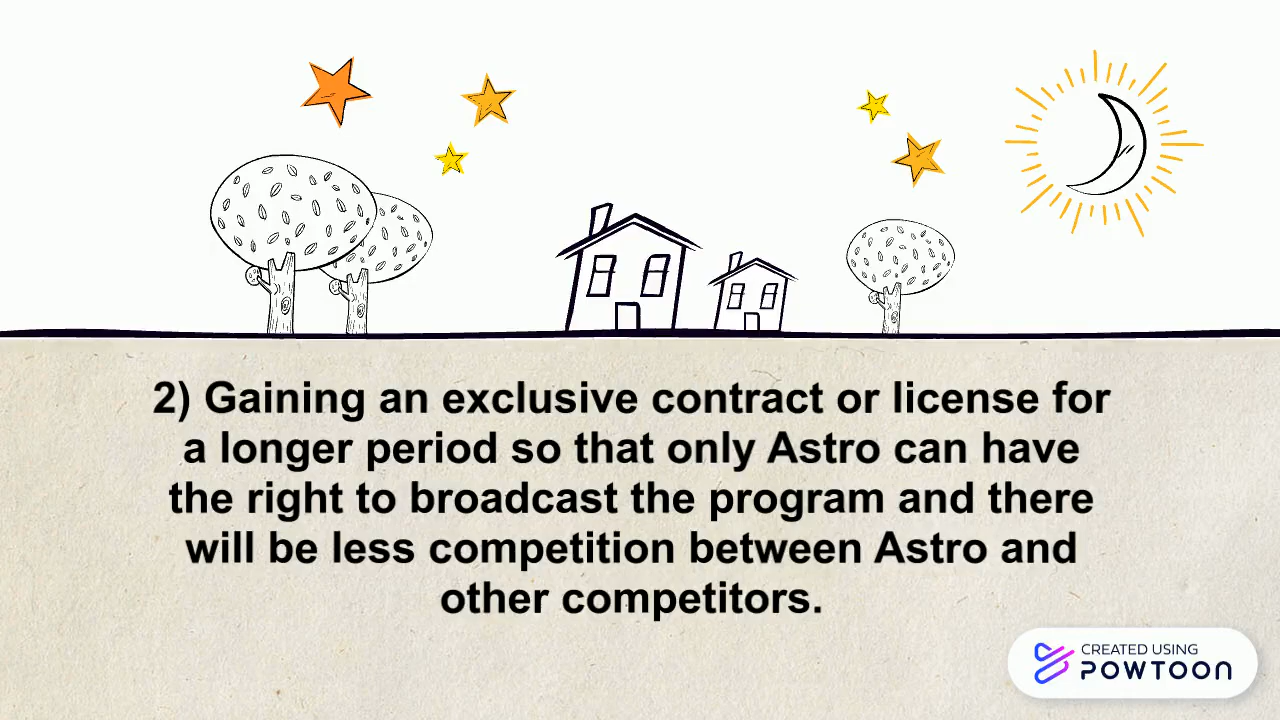 2) Gaining an exclusive contract or license for
a longer period so that only Astro can have
the right to broadcast the program and there
will be less competition between Astro and
other competitors.
CREATED USING
POWTOON